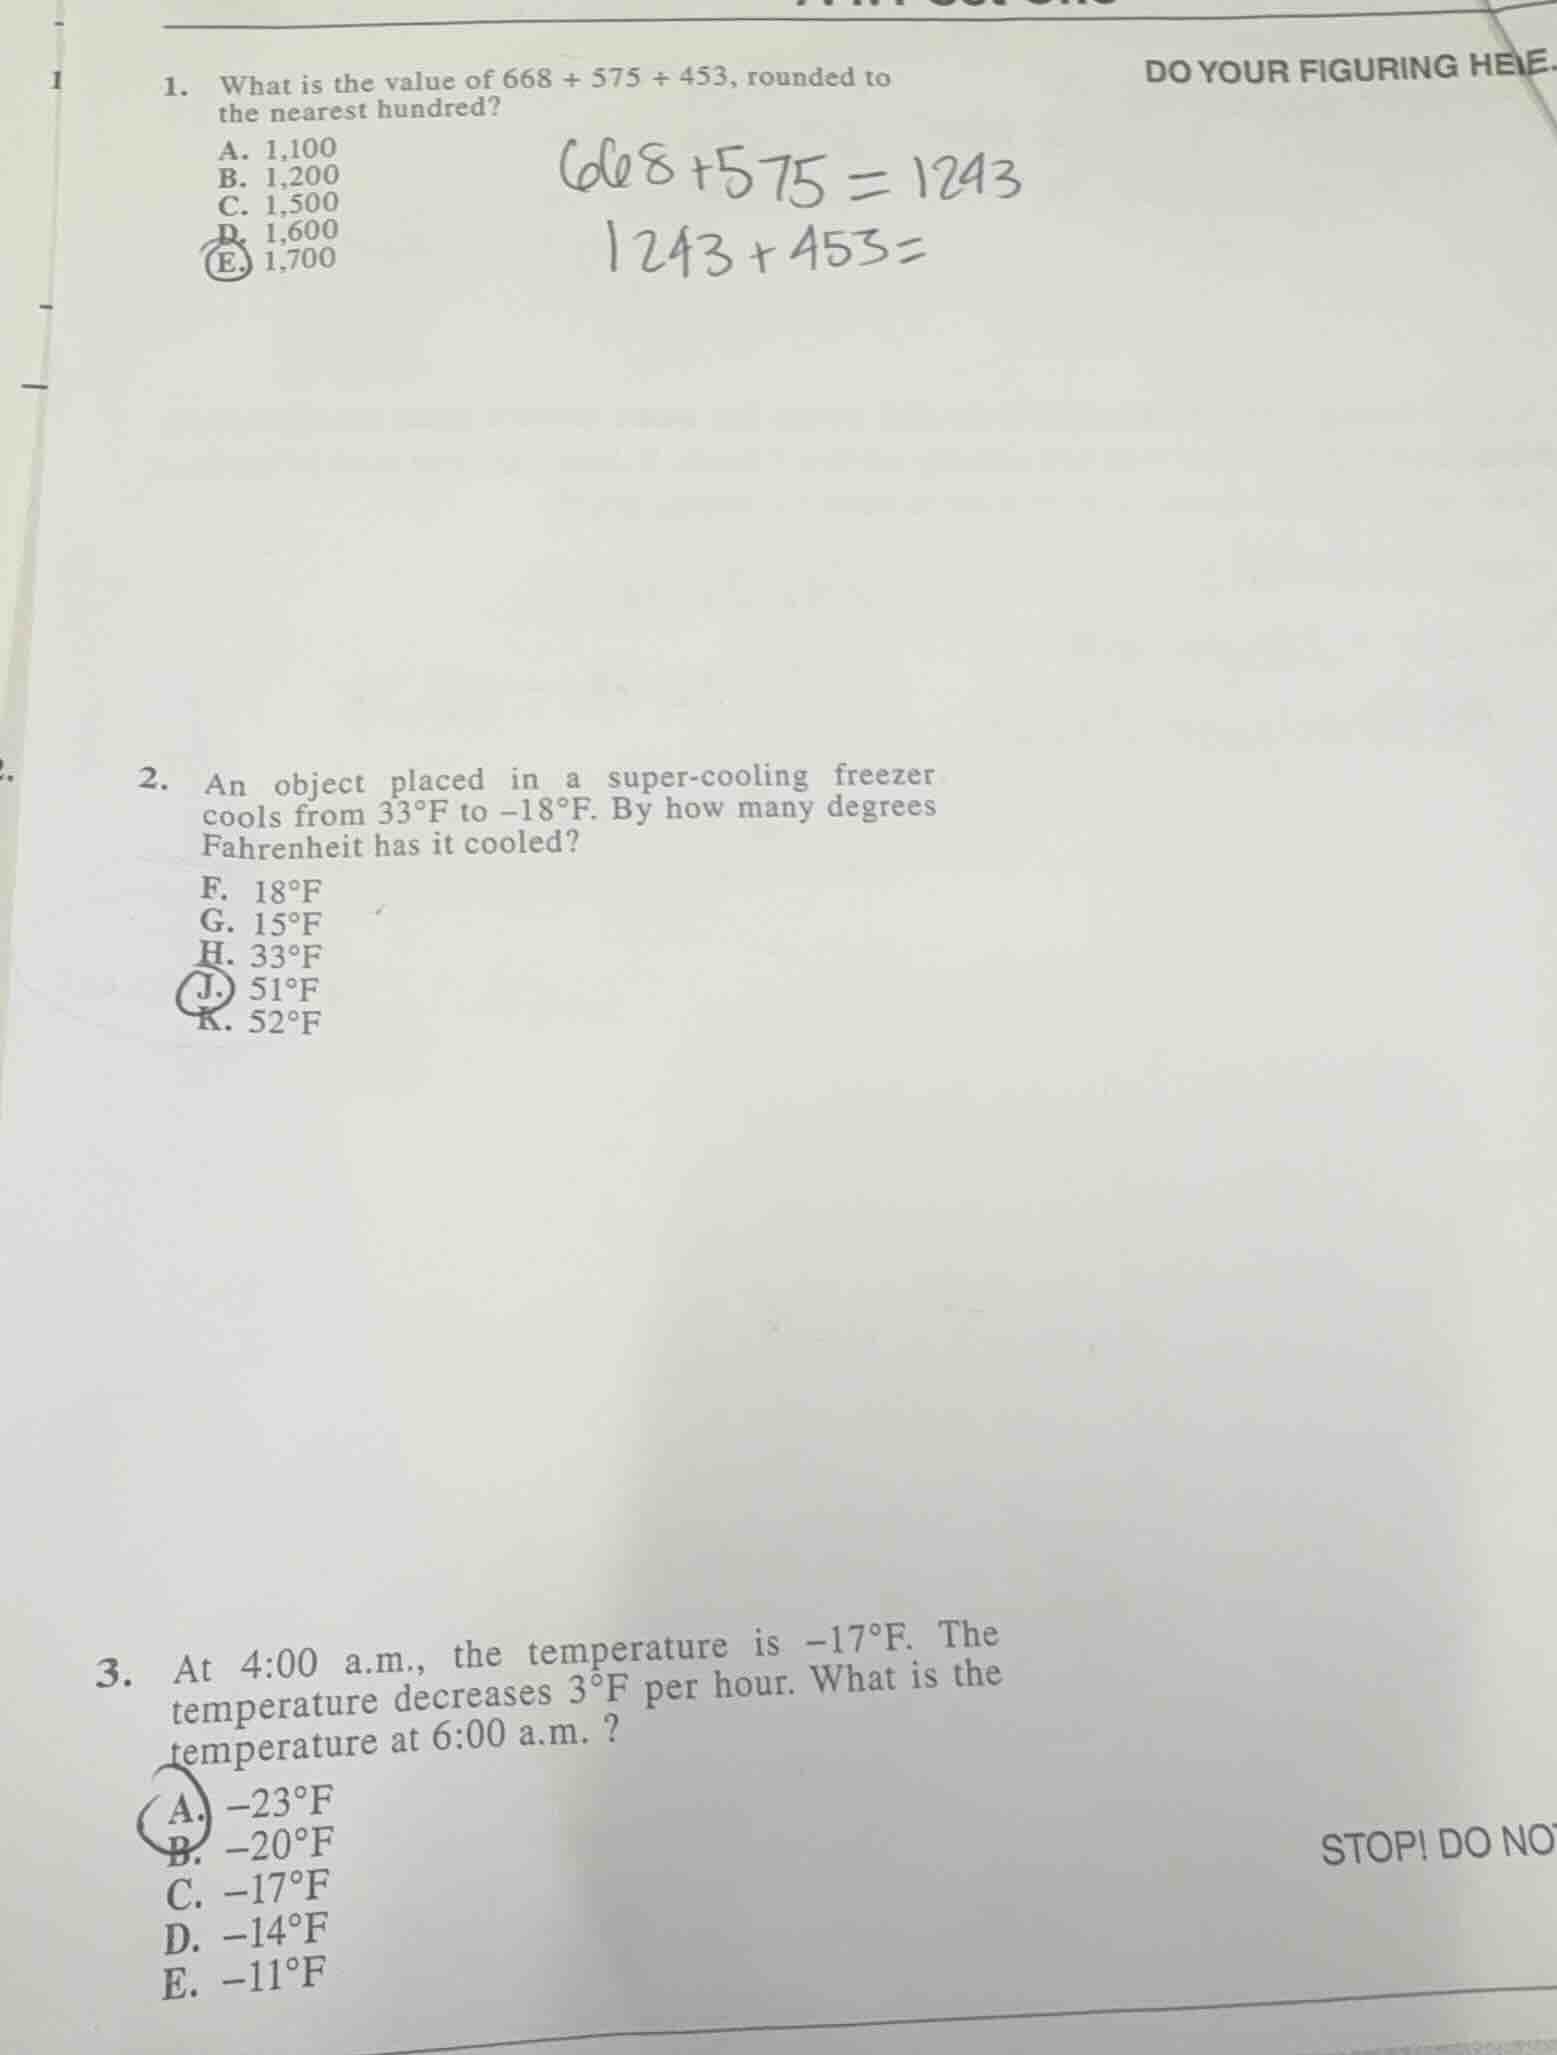 1. What is the value of 668 + 575 + 453, rounded to
the nearest hundred?
A. 1,100
B. 1,200
C. 1,500
D. 1,600
E. 1,700
DO YOUR FIGURING
668+575=1243
1243+453=
2. An object placed in a super-cooling freezer
cools from 33°F to –18°F. By how many degrees
Fahrenheit has it cooled?
F. 18°F
G. 15°F
H. 33°F
J. 51°F
K. 52°F
3. At 4:00 a.m., the temperature is –17°F. The
temperature decreases 3°F per hour. What is the
temperature at 6:00 a.m. ?
A. –23°F
B. –20°F
C. –17°F
D. –14°F
E. –11°F
STOP! DO